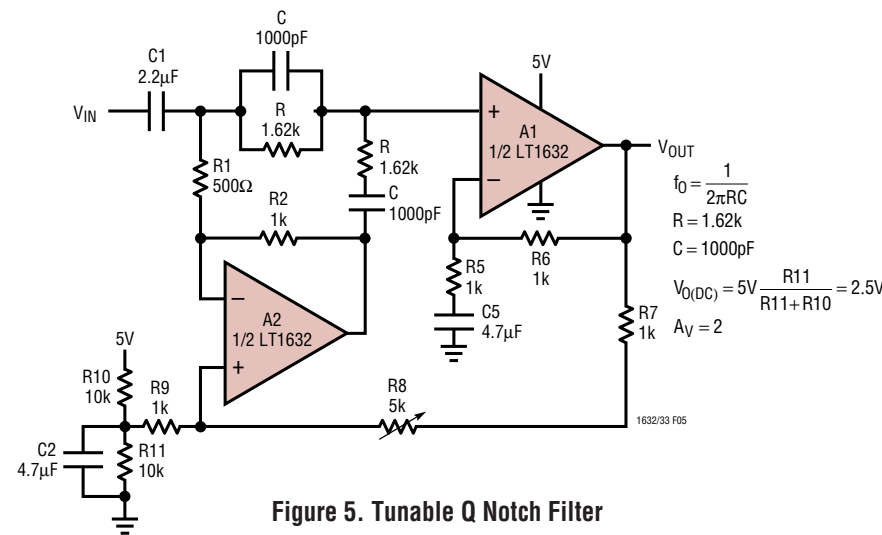 C
1000pF
C1
2.2µF
5V
V_IN
R
1.62k
+
A1
1/2 LT1632
−
V_OUT
R
1.62k
f_O = 1/(2πRC)
R1
500Ω
R = 1.62k
R2
1k
C
1000pF
C = 1000pF
R5
1k
R6
1k
V_O(DC) = 5V R11/(R11+R10) = 2.5V
−
A2
1/2 LT1632
+
C5
4.7µF
R7
1k
A_V = 2
5V
R10
10k
R9
1k
R8
5k
1632/33 F05
C2
4.7µF
R11
10k
Figure 5. Tunable Q Notch Filter